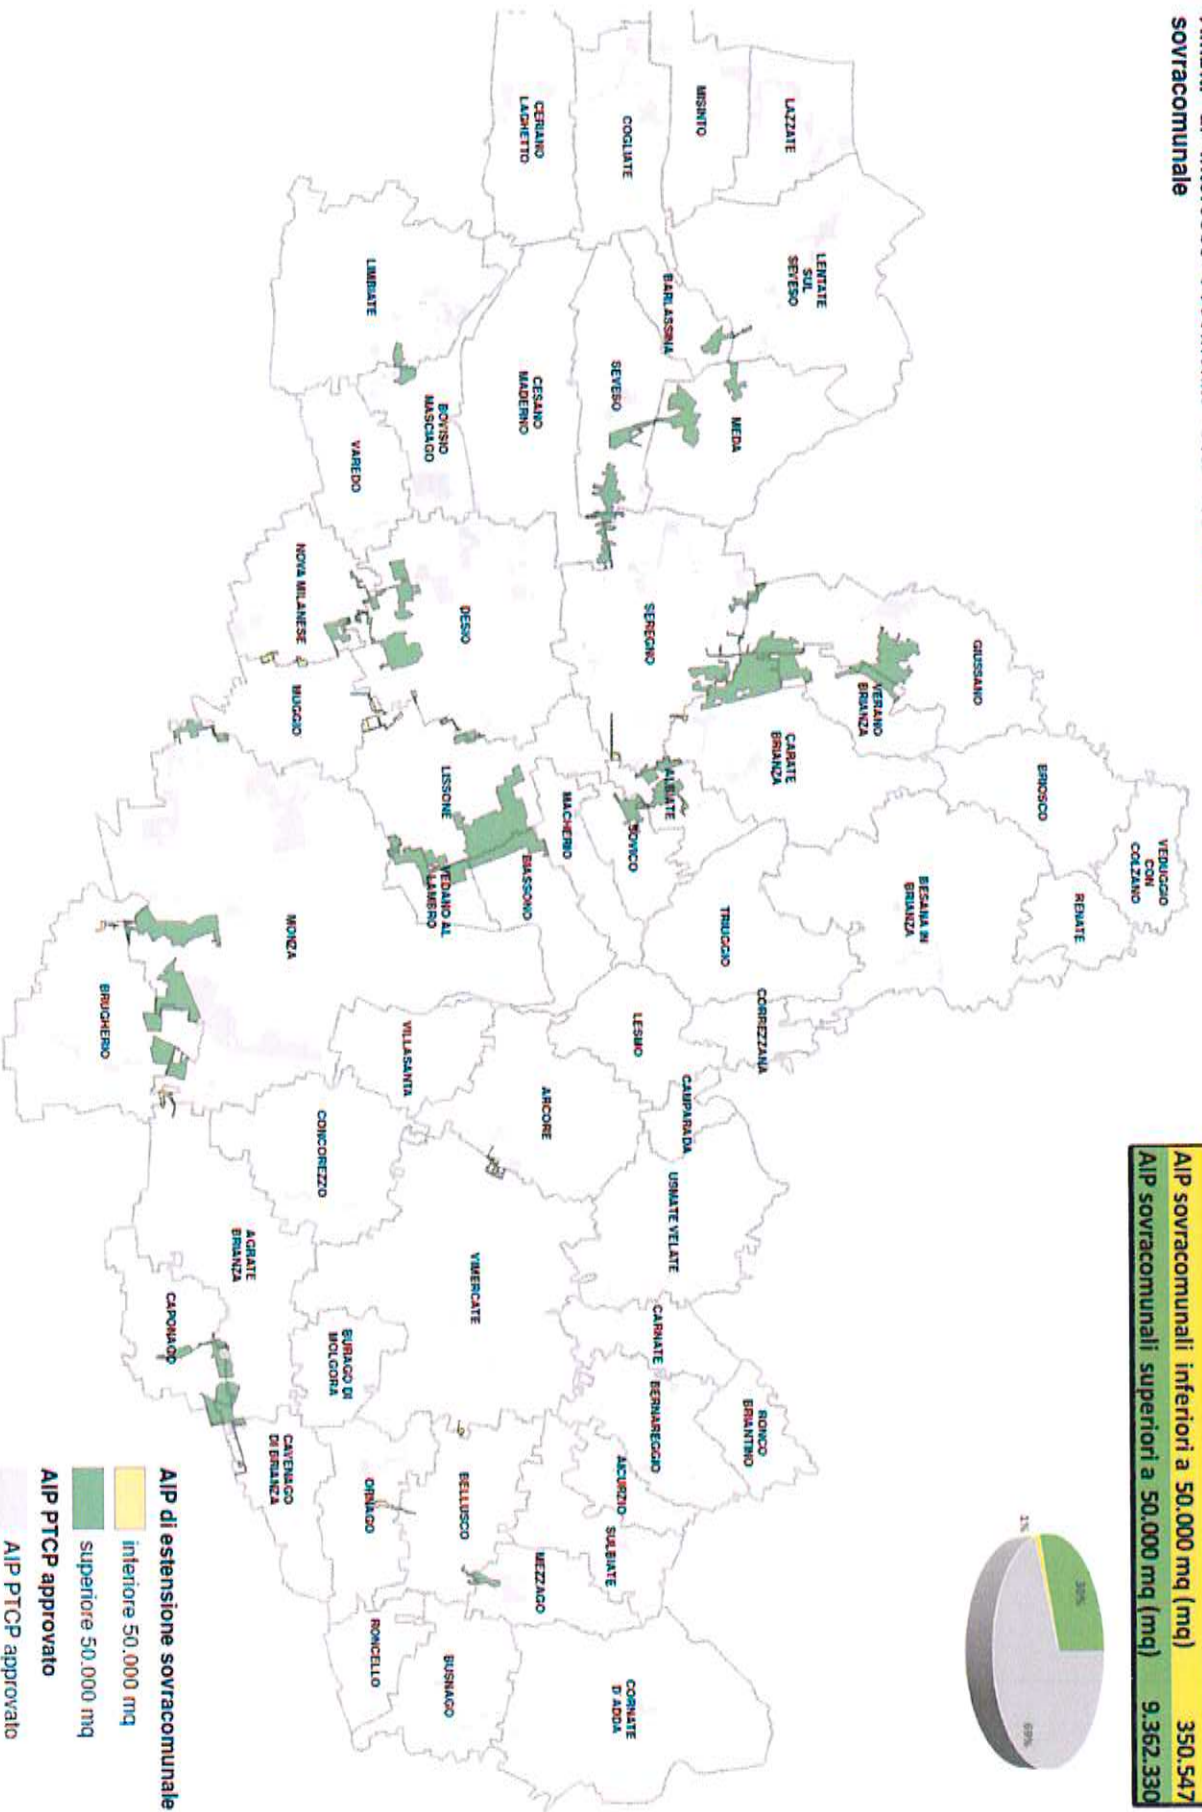 sovracomunale
AIP sovracomunali inferiori a 50.000 mq (mq) 350.547
AIP sovracomunali superiori a 50.000 mq (mq) 9.362.330
30%
1%
69%
VEDUGGIO
CON
COLZANO
RENATE
BRIOSCO
GIUSSANO
BESANA IN
BRIANZA
VERANO
BRIANZA
CARATE
BRIANZA
LAZZATE
LENTATE
SUL
SEVESO
MISINTO
MEDA
COGLIATE
BARLASSINA
SEVESO
SEREGNO
ALBIATE
SOVICO
TRIUGGIO
CORREZZANA
RONCO
BRIANTINO
CERIANO
LAGHETTO
CESANO
MADERNO
MACHERIO
BIASSONO
LESMO
CAMPARADA
USMATE VELATE
CARNATE
BERNAREGGIO
AICURZIO
SULBIATE
CORNATE
D'ADDA
LIMBIATE
BOVISIO
MASCIAGO
DESIO
LISSONE
VEDANO AL
LAMBRO
ARCORE
VIMERCATE
BELLUSCO
MEZZAGO
BUSNAGO
VAREDO
NOVA MILANESE
MUGGIO
MONZA
VILLASANTA
CONCOREZZO
BURAGO DI
MOLGORA
ORNAGO
RONCELLO
BRUGHERIO
AGRATE
BRIANZA
CAPONAGO
CAVENAGO
DI BRIANZA
AIP di estensione sovracomunale
inferiore 50.000 mq
superiore 50.000 mq
AIP PTCP approvato
AIP PTCP approvato